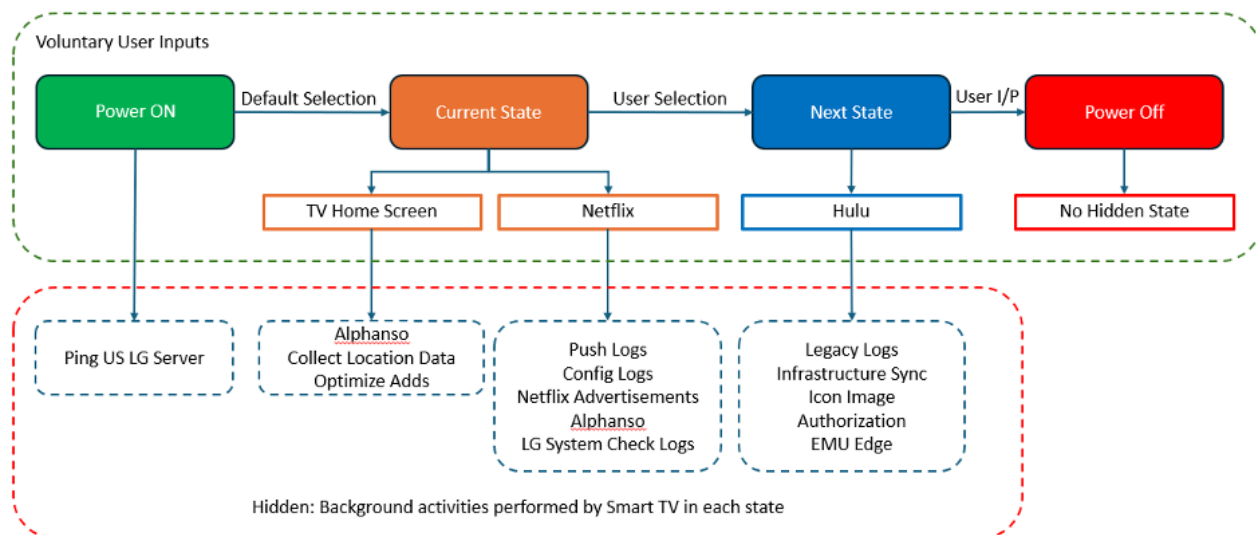 Voluntary User Inputs
Power ON
Default Selection
Current State
User Selection
Next State
User I/P
Power Off
TV Home Screen
Netflix
Hulu
No Hidden State
Ping US LG Server
Alphanso
Collect Location Data
Optimize Adds
Push Logs
Config Logs
Netflix Advertisements
Alphanso
LG System Check Logs
Legacy Logs
Infrastructure Sync
Icon Image
Authorization
EMU Edge
Hidden: Background activities performed by Smart TV in each state